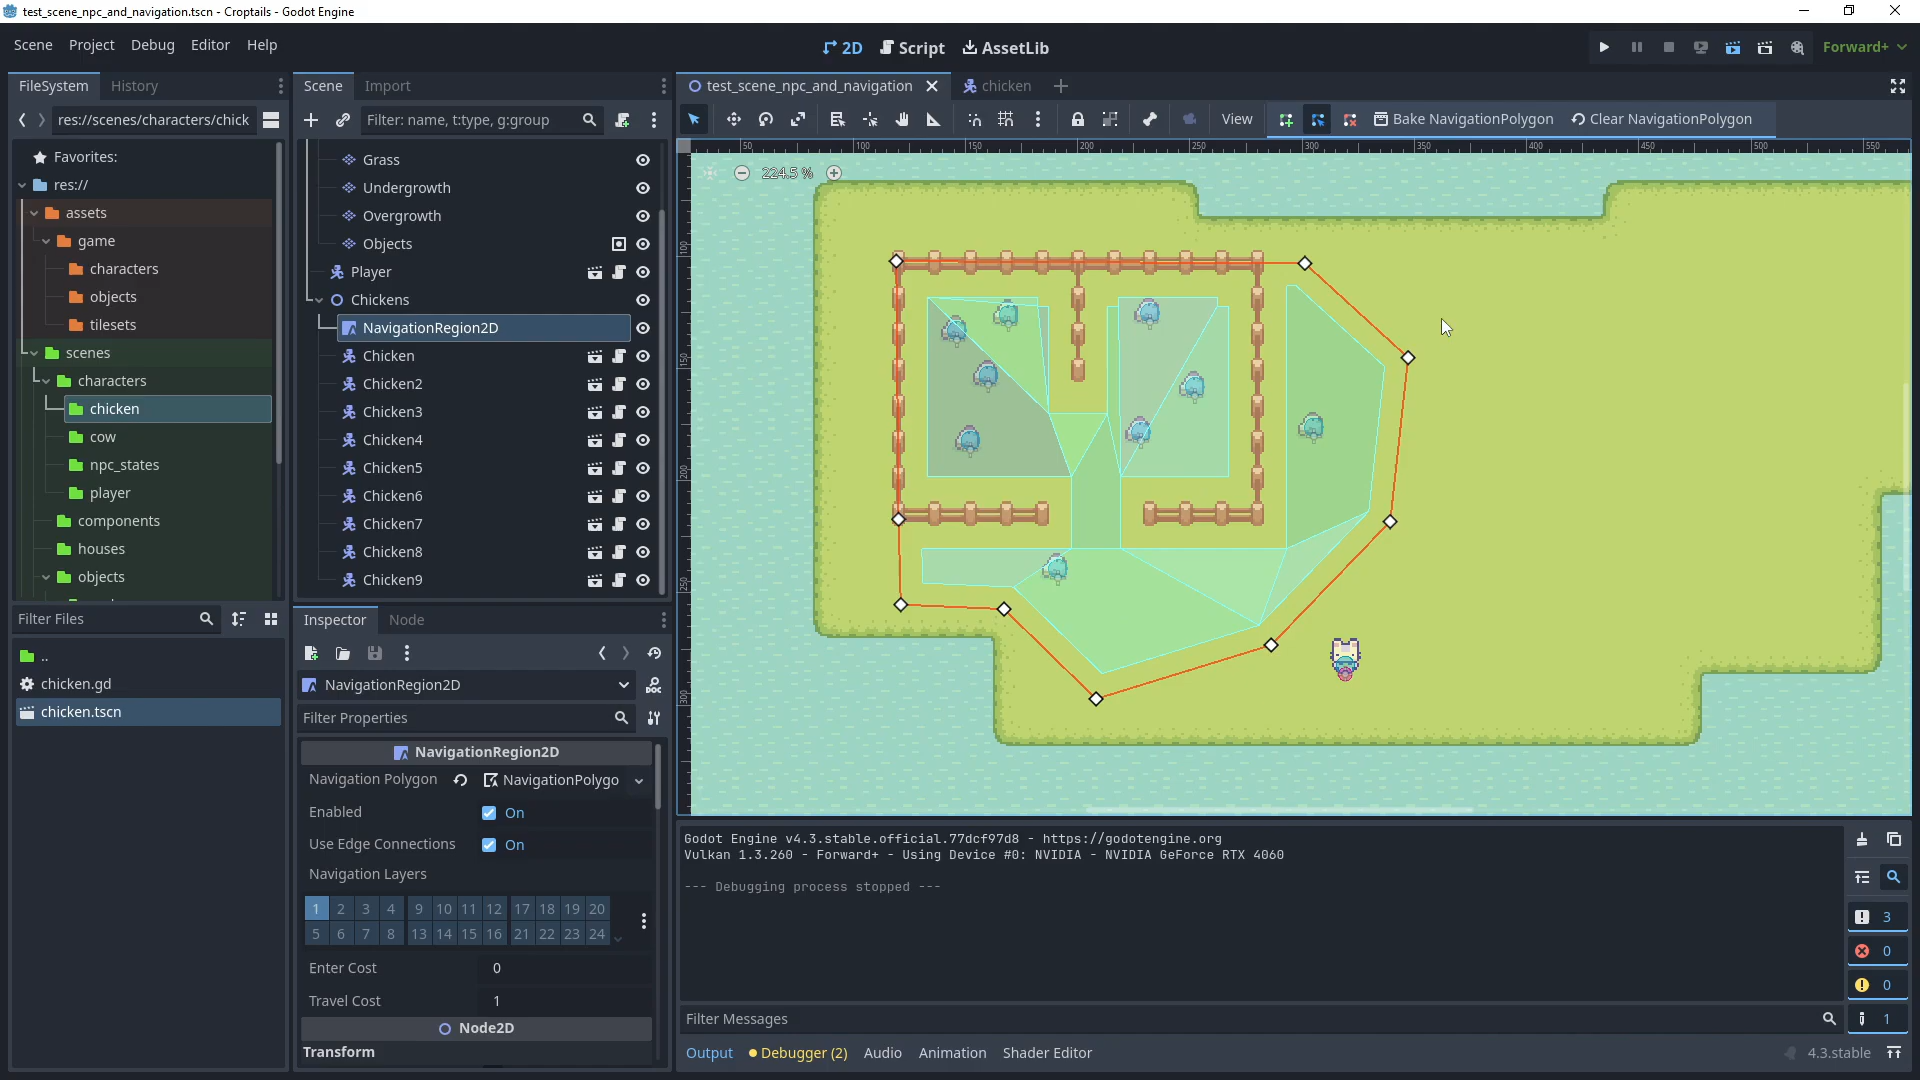 test_scene_npc_and_navigation.tscn - Croptails - Godot Engine
Scene Project Debug Editor Help
2D Script AssetLib
Forward+
FileSystem History
res://scenes/characters/chick
Favorites:
res://
assets
game
characters
objects
tilesets
scenes
characters
chicken
cow
npc_states
player
components
houses
objects
Filter Files
..
chicken.gd
chicken.tscn
Scene Import
Filter: name, t:type, g:group
Grass
Undergrowth
Overgrowth
Objects
Player
Chickens
NavigationRegion2D
Chicken
Chicken2
Chicken3
Chicken4
Chicken5
Chicken6
Chicken7
Chicken8
Chicken9
Inspector Node
NavigationRegion2D
Filter Properties
NavigationRegion2D
Navigation Polygon NavigationPolygo
Enabled On
Use Edge Connections On
Navigation Layers
1 2 3 4 9 10 11 12 17 18 19 20
5 6 7 8 13 14 15 16 21 22 23 24
Enter Cost 0
Travel Cost 1
Node2D
Transform
test_scene_npc_and_navigation chicken
View Bake NavigationPolygon Clear NavigationPolygon
50 100 150 200 250 300 350 400 450 500 550
224.5 %
100
150
200
250
300
Godot Engine v4.3.stable.official.77dcf97d8 - https://godotengine.org
Vulkan 1.3.260 - Forward+ - Using Device #0: NVIDIA - NVIDIA GeForce RTX 4060
--- Debugging process stopped ---
3
0
0
1
Filter Messages
Output Debugger (2) Audio Animation Shader Editor
4.3.stable